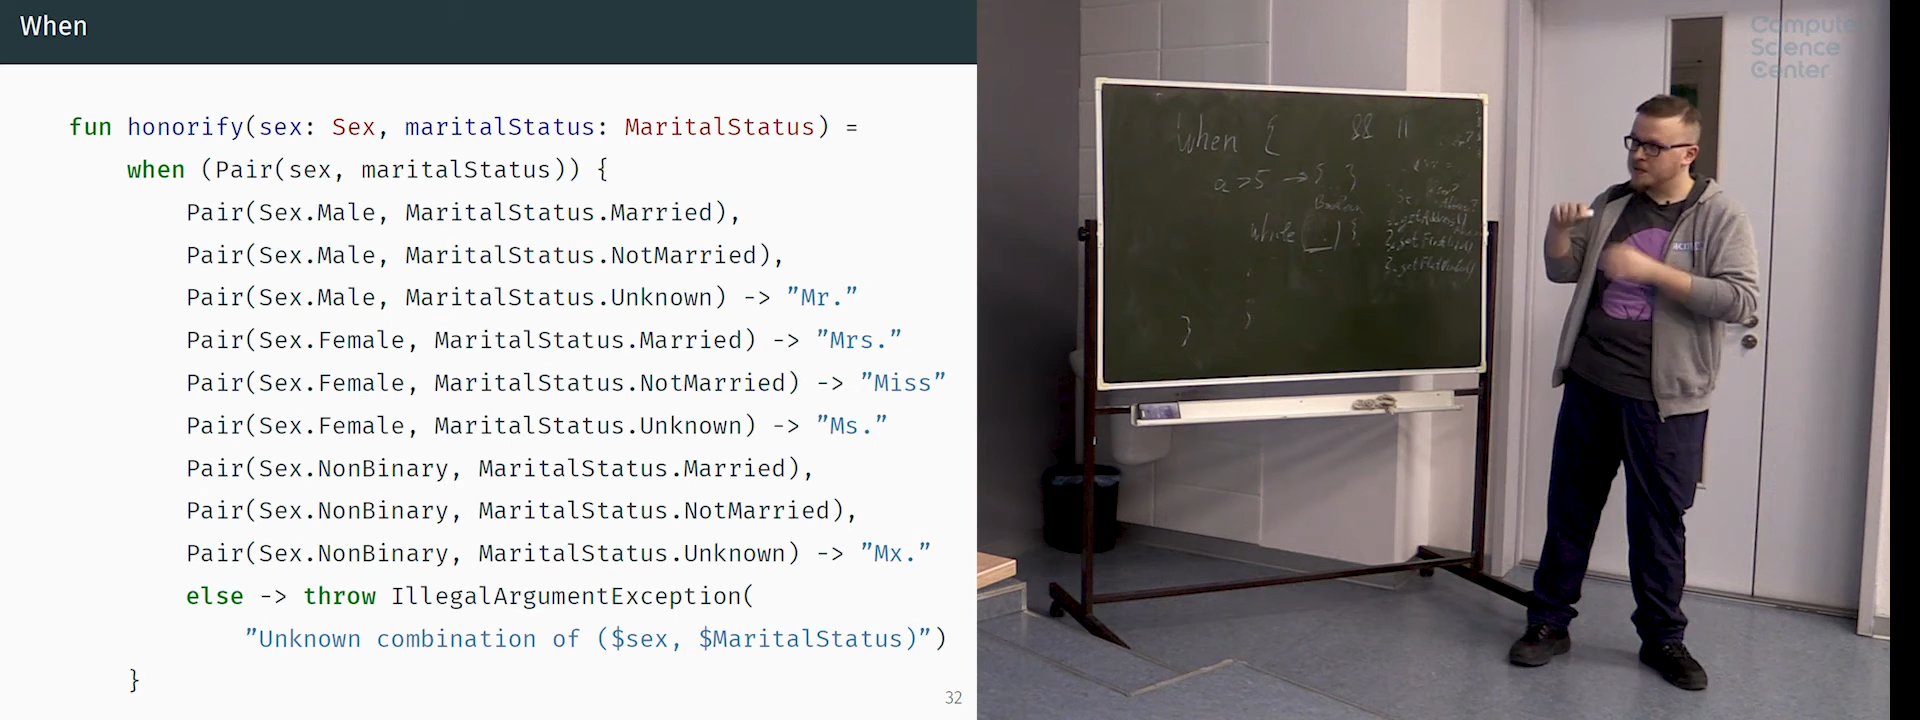 When
fun honorify(sex: Sex, maritalStatus: MaritalStatus) =
when (Pair(sex, maritalStatus)) {
Pair(Sex.Male, MaritalStatus.Married),
Pair(Sex.Male, MaritalStatus.NotMarried),
Pair(Sex.Male, MaritalStatus.Unknown) -> ”Mr.”
Pair(Sex.Female, MaritalStatus.Married) -> ”Mrs.”
Pair(Sex.Female, MaritalStatus.NotMarried) -> ”Miss”
Pair(Sex.Female, MaritalStatus.Unknown) -> ”Ms.”
Pair(Sex.NonBinary, MaritalStatus.Married),
Pair(Sex.NonBinary, MaritalStatus.NotMarried),
Pair(Sex.NonBinary, MaritalStatus.Unknown) -> ”Mx.”
else -> throw IllegalArgumentException(
”Unknown combination of ($sex, $MaritalStatus)”)
}
32
Computer
Science
Center
When { && ||
a > 5 -> { }
Boolean
while ( ) {
}